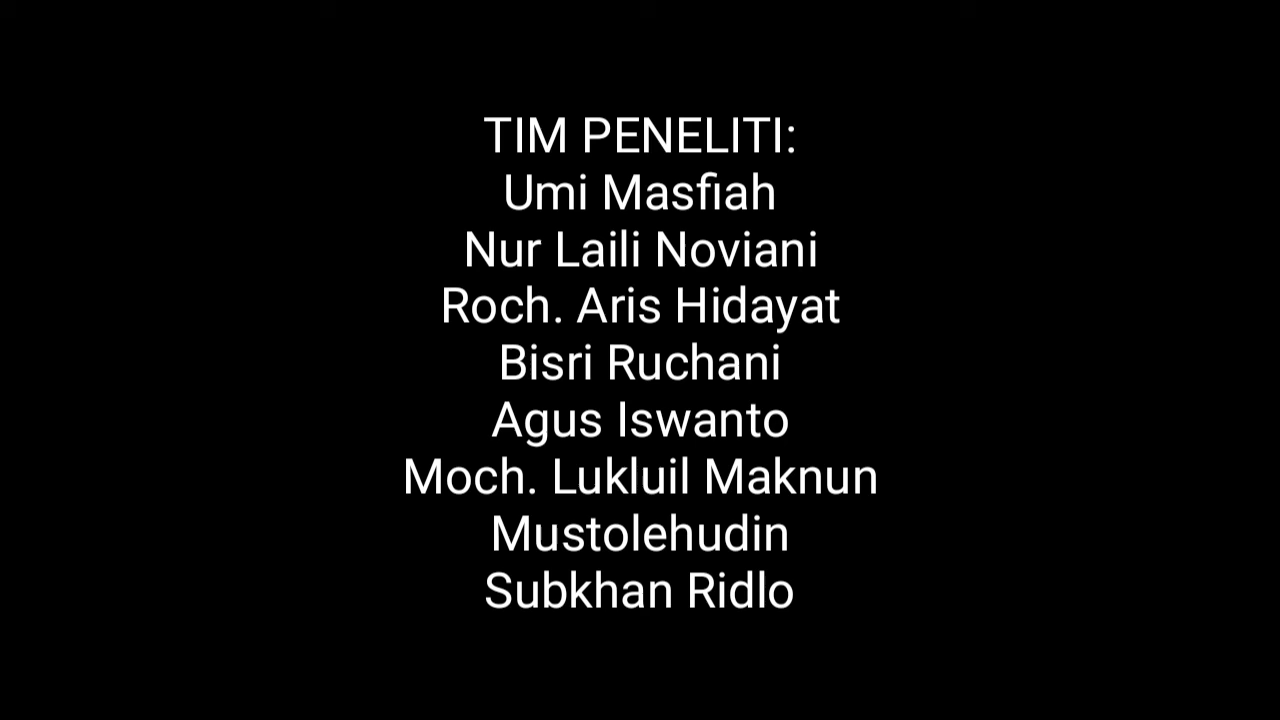 TIM PENELITI:
Umi Masfiah
Nur Laili Noviani
Roch. Aris Hidayat
Bisri Ruchani
Agus Iswanto
Moch. Lukluil Maknun
Mustolehudin
Subkhan Ridlo